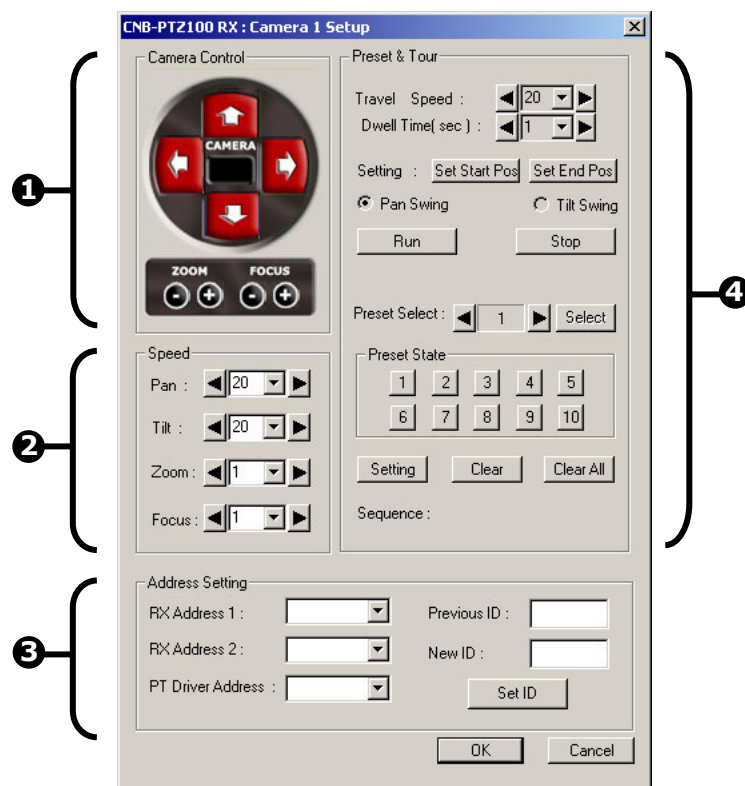 CNB-PTZ100 RX : Camera 1 Setup
1
Camera Control
CAMERA
ZOOM FOCUS
- + - +
2
Speed
Pan : 20
Tilt : 20
Zoom : 1
Focus : 1
4
Preset & Tour
Travel Speed : 20
Dwell Time( sec ) : 1
Setting : Set Start Pos Set End Pos
Pan Swing Tilt Swing
Run Stop
Preset Select : 1 Select
Preset State
1 2 3 4 5
6 7 8 9 10
Setting Clear Clear All
Sequence :
3
Address Setting
RX Address 1 : Previous ID :
RX Address 2 : New ID :
PT Driver Address : Set ID
OK Cancel